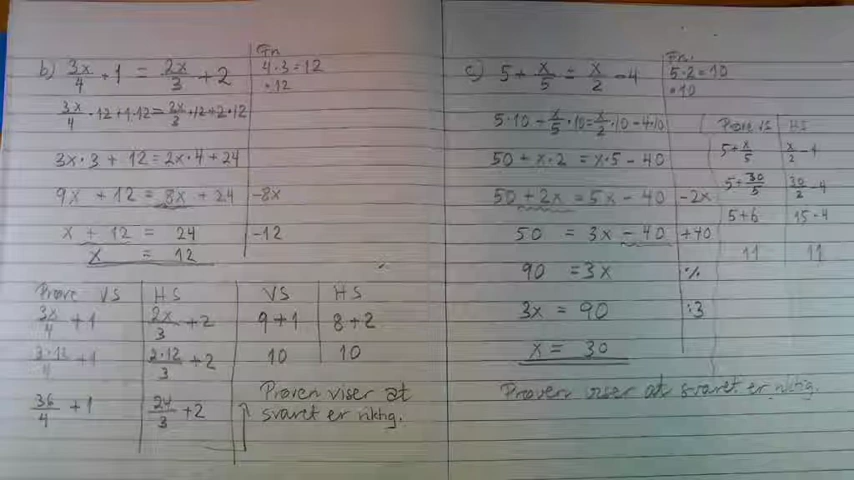 b) 3x/4 + 1 = 2x/3 + 2
Fn
4·3=12
·12
3x/4 ·12+1·12=2x/3 ·12+2·12
3x·3 + 12=2x·4+24
9x + 12 = 8x + 24 -8x
x + 12 = 24 -12
x = 12
Prøve VS HS
3x/4 +1 2x/3 +2
3·12/4 +1 2·12/3 +2
36/4 +1 24/3 +2
VS HS
9+1 8+2
10 10
Prøven viser at
svaret er riktig.
c) 5 + x/5 = x/2 -4
Fn.
5·2=10
·10
5·10 + x/5 ·10=x/2 ·10-4·10
50 + x·2 = x·5 - 40
50 + 2x = 5x - 40 -2x
50 = 3x - 40 +40
90 = 3x
3x = 90 :3
x = 30
Prøve VS HS
5+x/5 x/2 -4
5+30/5 30/2 -4
5+6 15-4
11 11
Prøven viser at svaret er riktig.